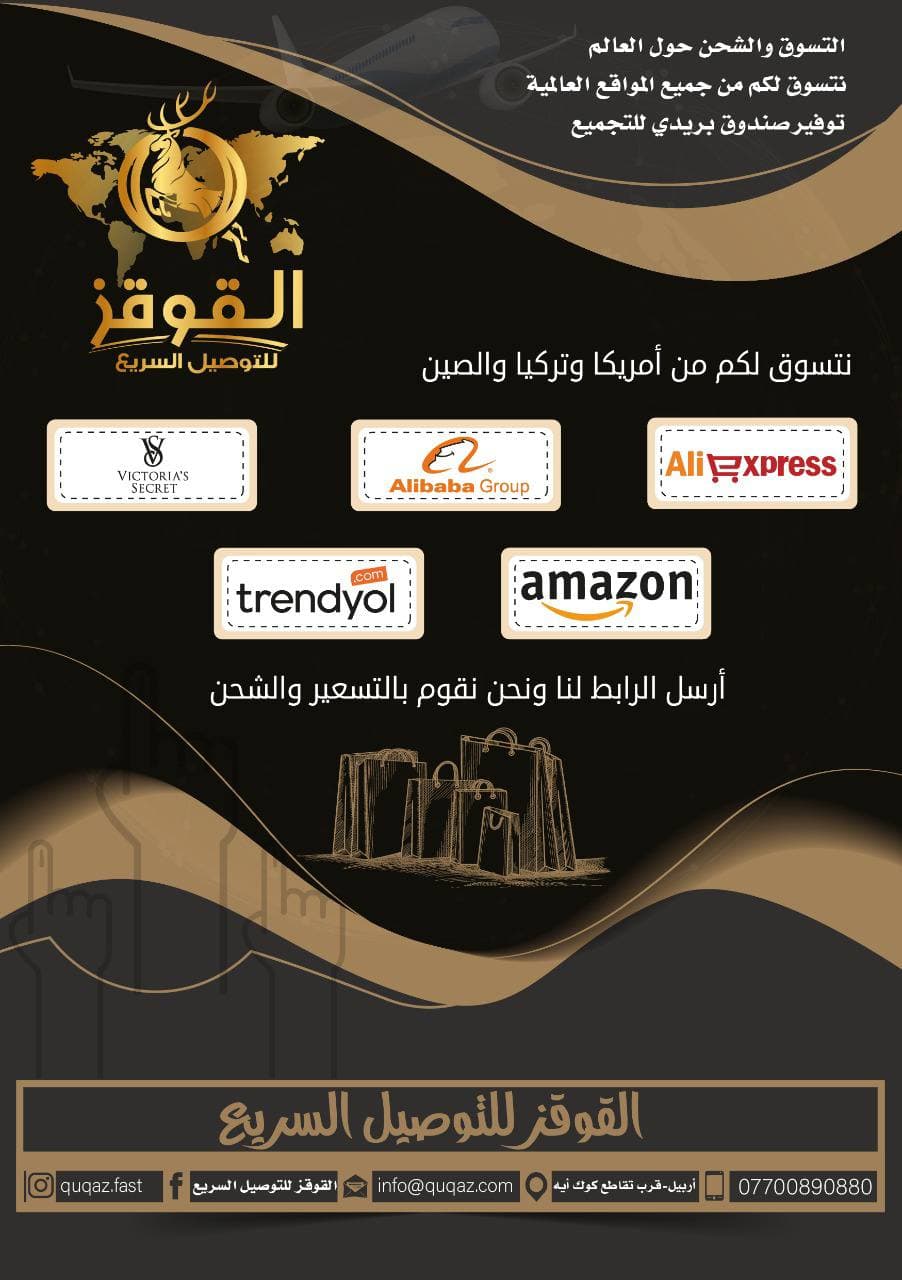 التسوق والشحن حول العالم
نتسوق لكم من جميع المواقع العالمية
توفير صندوق بريدي للتجميع
القوقز
للتوصيل السريع
نتسوق لكم من أمريكا وتركيا والصين
AliExpress
Alibaba Group
VS
VICTORIA'S
SECRET
amazon
trendyol
.com
أرسل الرابط لنا ونحن نقوم بالتسعير والشحن
القوقز للتوصيل السريع
07700890880
أربيل-قرب تقاطع كوك أيه
info@quqaz.com
القوقز للتوصيل السريع
quqaz.fast